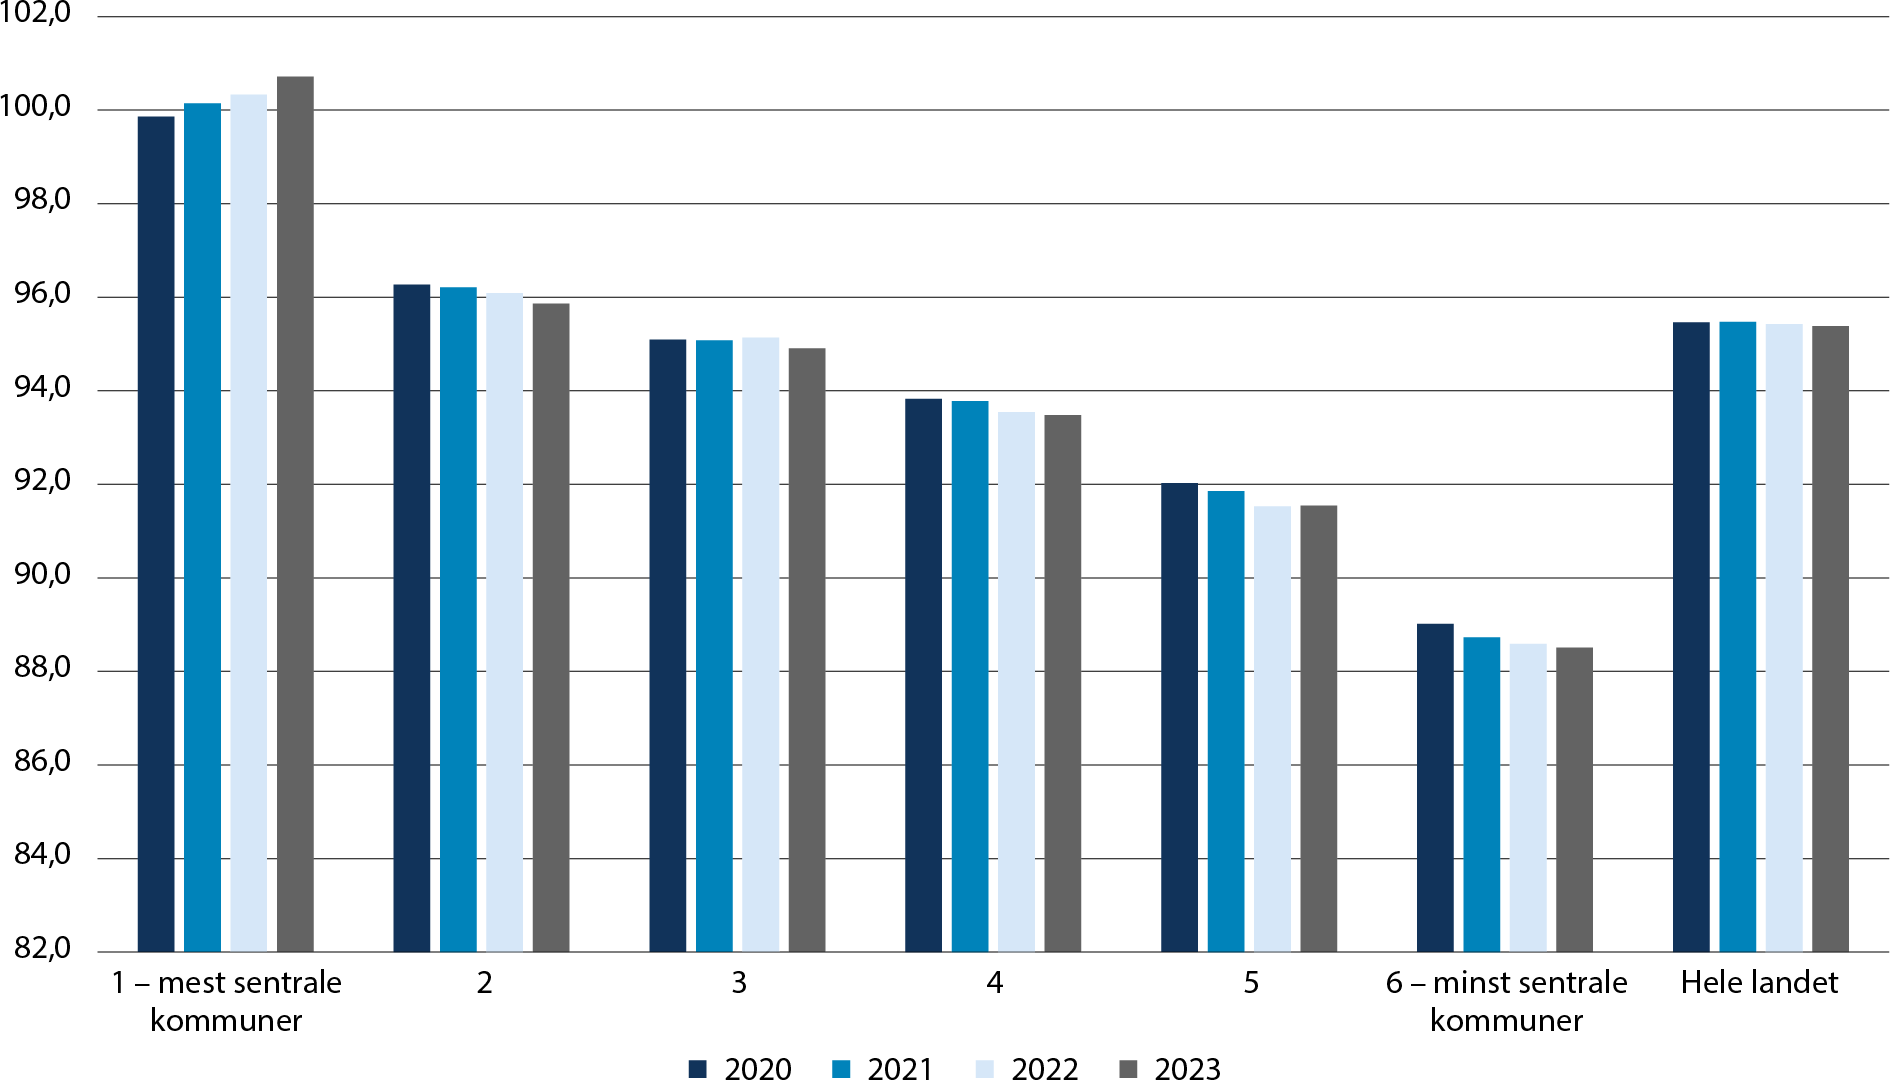 102,0
100,0
98,0
96,0
94,0
92,0
90,0
88,0
86,0
84,0
82,0
1 – mest sentrale
kommuner
2
3
4
5
6 – minst sentrale
kommuner
Hele landet
2020 2021 2022 2023